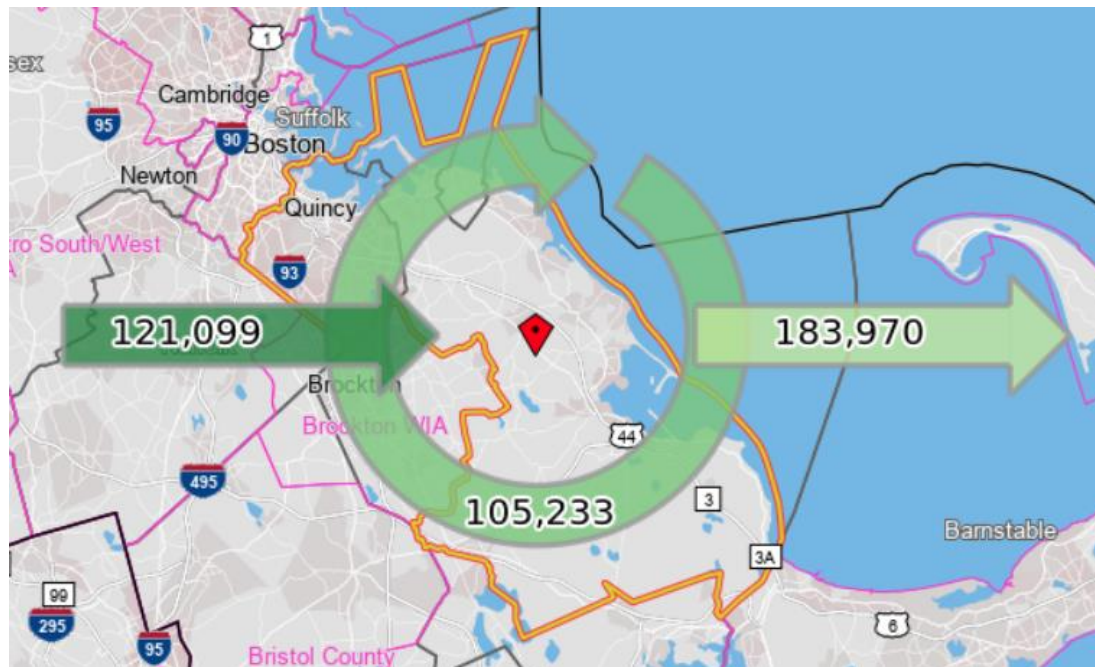 1
sex
Cambridge
95
Suffolk
90
Boston
Newton
Quincy
tro South/West
93
121,099
183,970
Brockton
Brockton WIA
44
495
105,233
3
Barnstable
3A
99
295
6
95
Bristol County